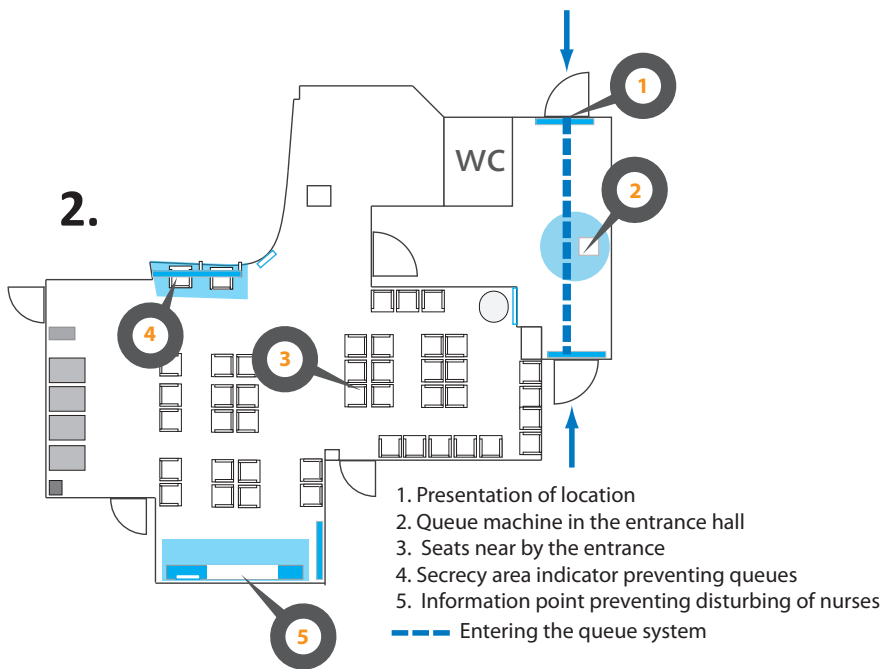 1
WC
2
2.
4
3
1. Presentation of location
2. Queue machine in the entrance hall
3. Seats near by the entrance
4. Secrecy area indicator preventing queues
5. Information point preventing disturbing of nurses
Entering the queue system
5